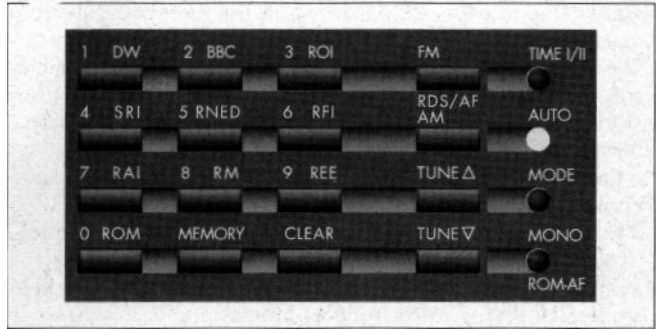 1 DW 2 BBC 3 ROI FM TIME I/II
RDS/AF
4 SRI 5 RNED 6 RFI AM AUTO
7 RAI 8 RM 9 REE TUNE △ MODE
0 ROM MEMORY CLEAR TUNE ▽ MONO
ROM-AF